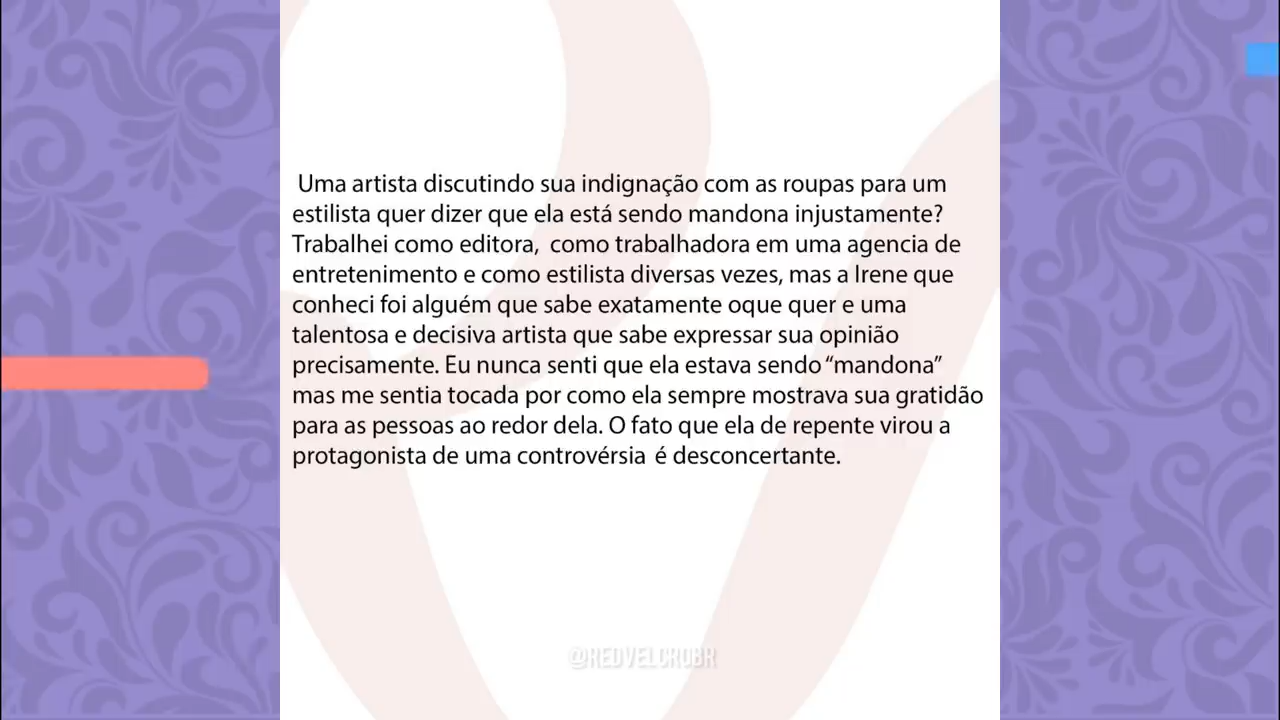 Uma artista discutindo sua indignação com as roupas para um
estilista quer dizer que ela está sendo mandona injustamente?
Trabalhei como editora, como trabalhadora em uma agencia de
entretenimento e como estilista diversas vezes, mas a Irene que
conheci foi alguém que sabe exatamente oque quer e uma
talentosa e decisiva artista que sabe expressar sua opinião
precisamente. Eu nunca senti que ela estava sendo “mandona”
mas me sentia tocada por como ela sempre mostrava sua gratidão
para as pessoas ao redor dela. O fato que ela de repente virou a
protagonista de uma controvérsia é desconcertante.
@REDVELCROBR